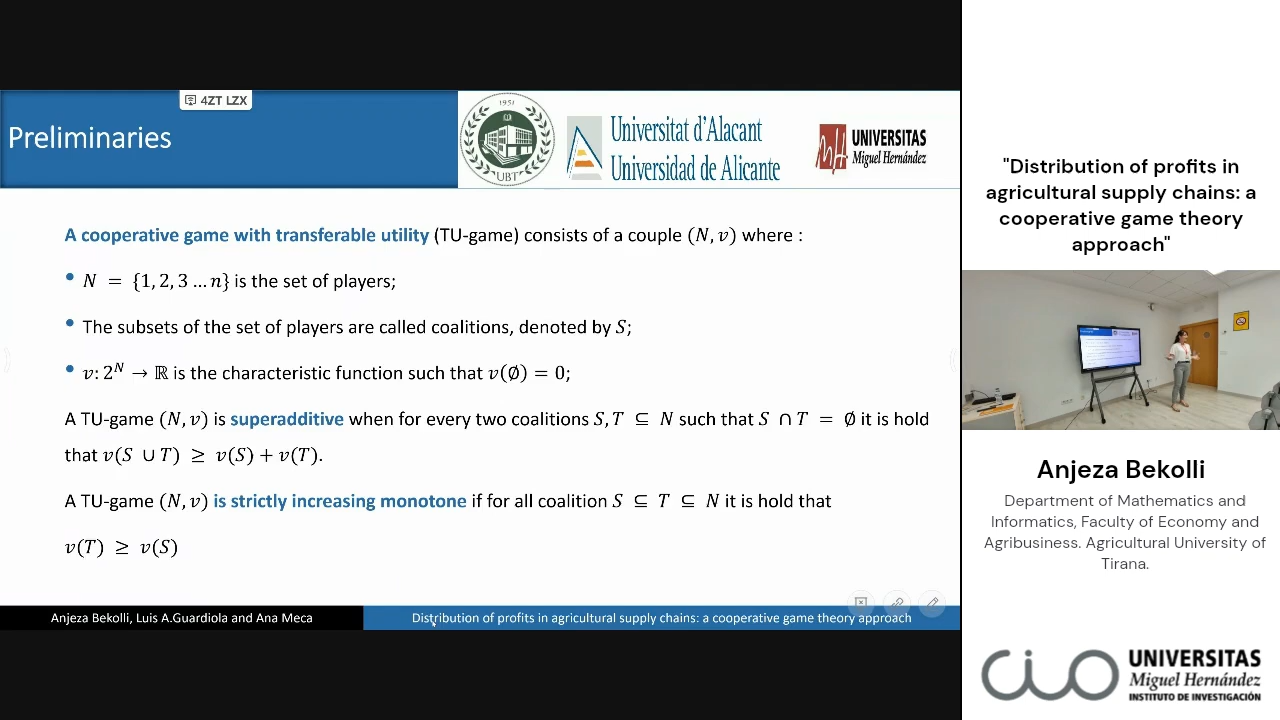 4ZT LZX
Preliminaries
1951
UBT
Universitat d'Alacant
Universidad de Alicante
UNIVERSITAS
Miguel Hernández
A cooperative game with transferable utility (TU-game) consists of a couple (N, v) where :
• N = {1, 2, 3 … n} is the set of players;
• The subsets of the set of players are called coalitions, denoted by S;
• v: 2^N → ℝ is the characteristic function such that v(∅) = 0;
A TU-game (N, v) is superadditive when for every two coalitions S, T ⊆ N such that S ∩ T = ∅ it is hold
that v(S ∪ T) ≥ v(S) + v(T).
A TU-game (N, v) is strictly increasing monotone if for all coalition S ⊆ T ⊆ N it is hold that
v(T) ≥ v(S)
Anjeza Bekolli, Luis A.Guardiola and Ana Meca
Distribution of profits in agricultural supply chains: a cooperative game theory approach
"Distribution of profits in
agricultural supply chains: a
cooperative game theory
approach"
Anjeza Bekolli
Department of Mathematics and
Informatics, Faculty of Economy and
Agribusiness. Agricultural University of
Tirana.
cio
UNIVERSITAS
Miguel Hernández
INSTITUTO DE INVESTIGACIÓN